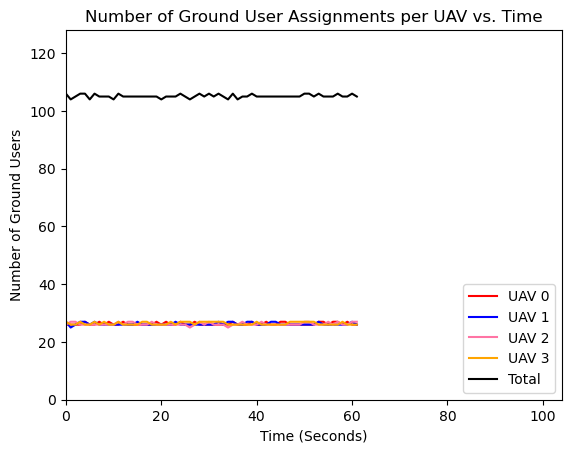 Number of Ground User Assignments per UAV vs. Time
120
100
80
60
40
20
0
Number of Ground Users
0 20 40 60 80 100
Time (Seconds)
UAV 0
UAV 1
UAV 2
UAV 3
Total